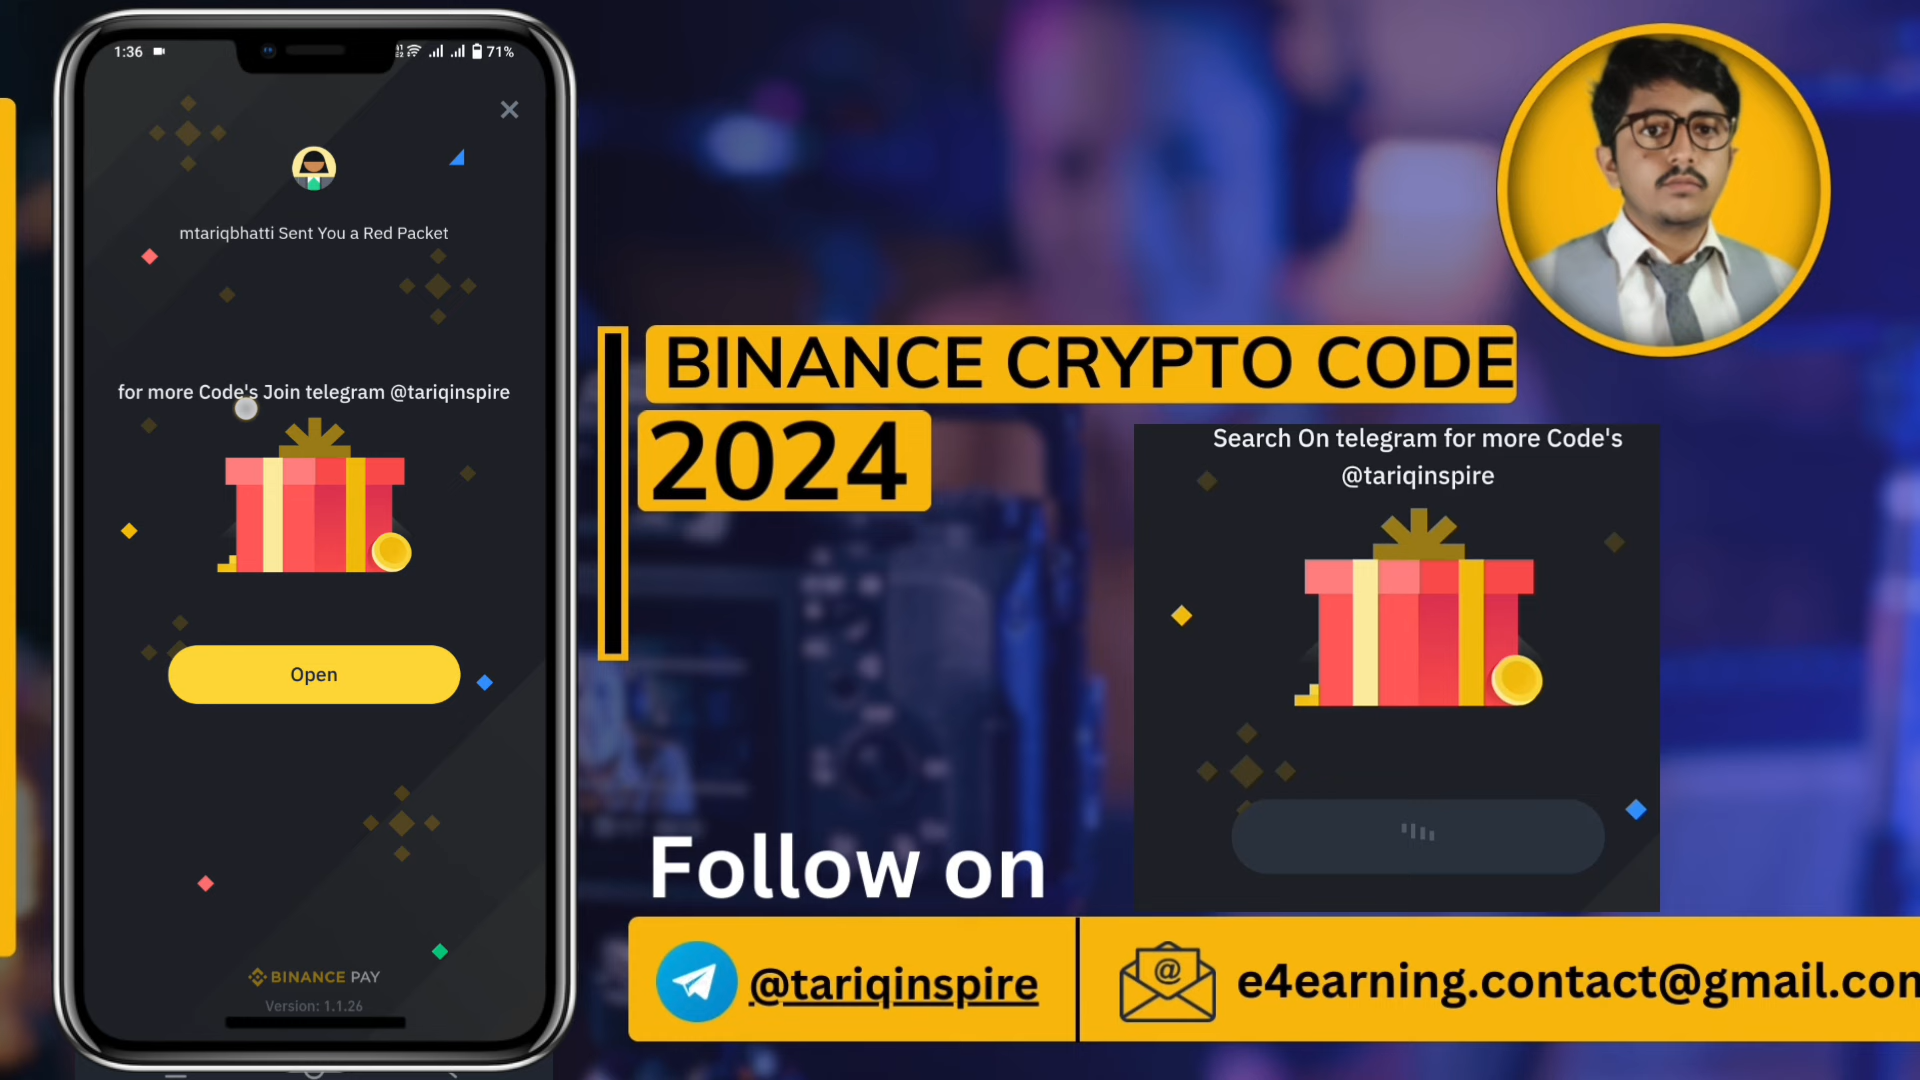 1:36
71%
mtariqbhatti Sent You a Red Packet
for more Code's Join telegram @tariqinspire
Open
BINANCE PAY
Version: 1.1.26
BINANCE CRYPTO CODE
2024
Search On telegram for more Code's
@tariqinspire
Follow on
@tariqinspire
e4earning.contact@gmail.com